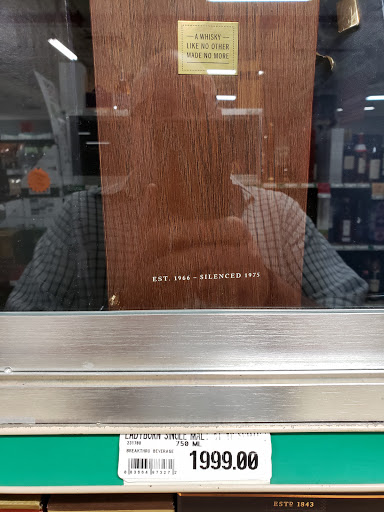 A WHISKY
LIKE NO OTHER
MADE NO MORE
EST. 1966 – SILENCED 1975
LADYBURN SINGLE MALT
750 ML
BREAKTHRU BEVERAGE
1999.00
ESTD 1843